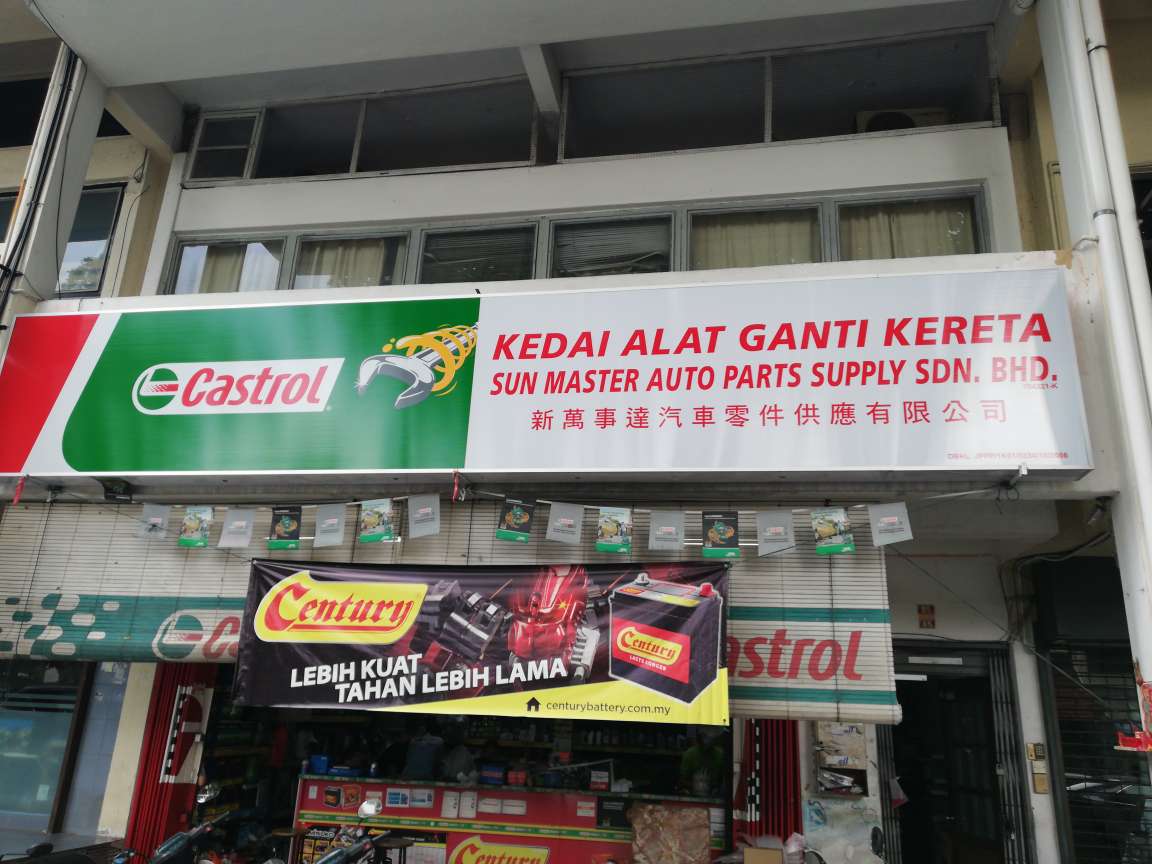 Castrol
KEDAI ALAT GANTI KERETA
SUN MASTER AUTO PARTS SUPPLY SDN. BHD.
新萬事達汽車零件供應有限公司
Century
LEBIH KUAT
TAHAN LEBIH LAMA
Century
LASTS LONGER
centurybattery.com.my
astrol
Century